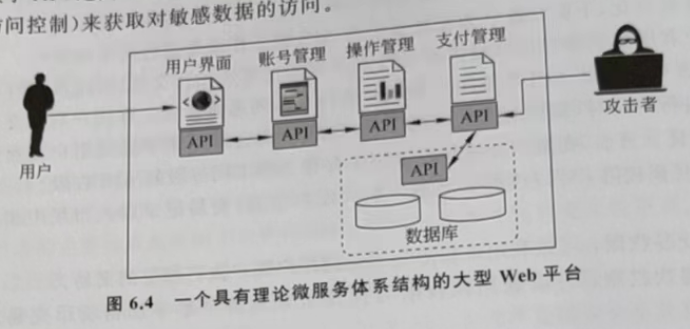 访问控制)来获取对敏感数据的访问。
用户界面 账号管理 操作管理 支付管理
API API API API
用户
攻击者
API
数据库
图 6.4 一个具有理论微服务体系结构的大型 Web 平台